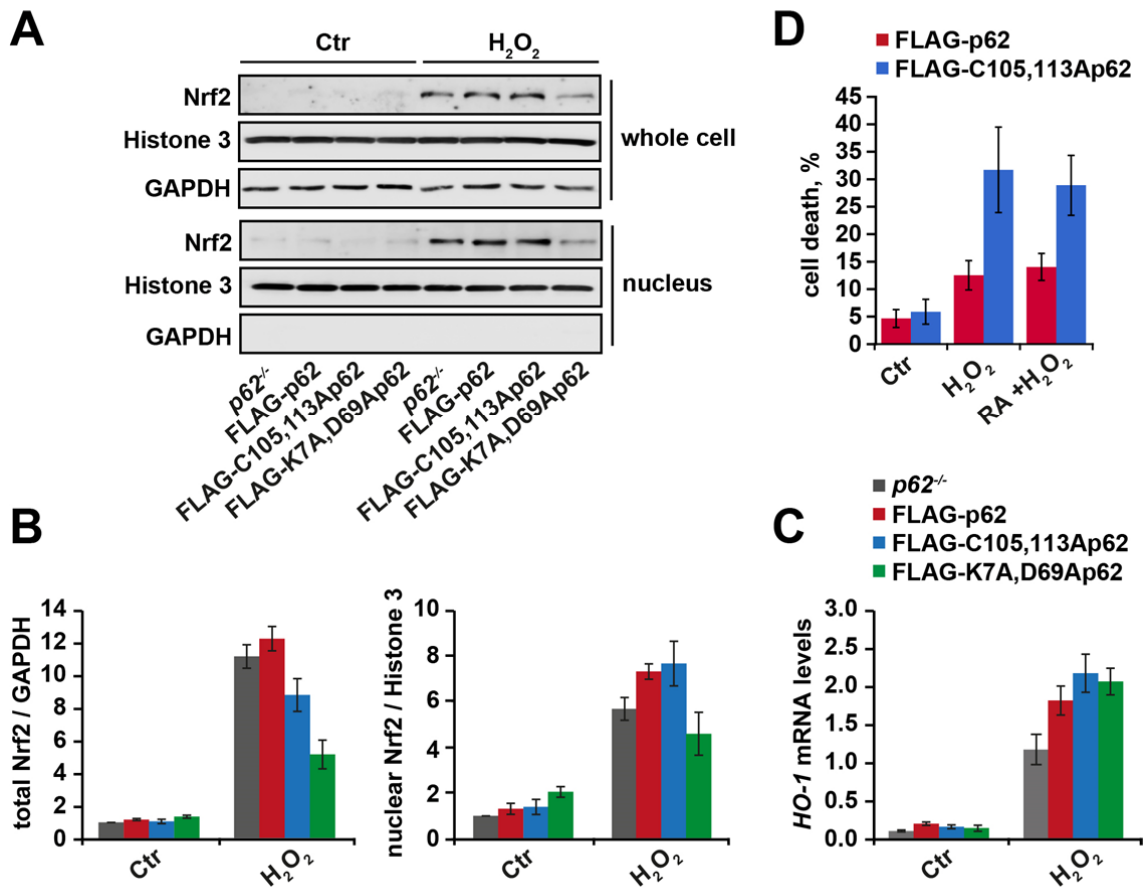 A
Ctr
H2O2
Nrf2
Histone 3
GAPDH
whole cell
Nrf2
Histone 3
GAPDH
nucleus
p62-/-
FLAG-p62
FLAG-C105,113Ap62
FLAG-K7A,D69Ap62
p62-/-
FLAG-p62
FLAG-C105,113Ap62
FLAG-K7A,D69Ap62
D
FLAG-p62
FLAG-C105,113Ap62
cell death, %
45
40
35
30
25
20
15
10
5
0
Ctr
H2O2
RA +H2O2
B
total Nrf2 / GAPDH
14
12
10
8
6
4
2
0
Ctr
H2O2
nuclear Nrf2 / Histone 3
10
8
6
4
2
0
Ctr
H2O2
p62-/-
FLAG-p62
FLAG-C105,113Ap62
FLAG-K7A,D69Ap62
C
HO-1 mRNA levels
3.0
2.5
2.0
1.5
1.0
0.5
0.0
Ctr
H2O2